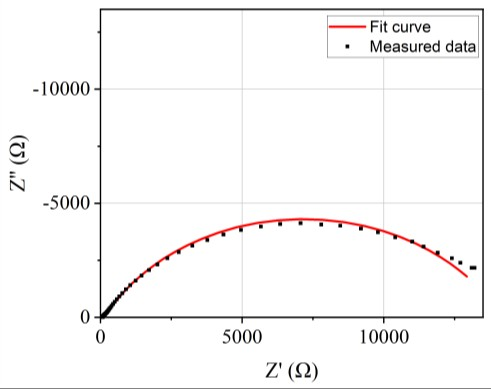 Fit curve
Measured data
-10000
-5000
0
Z'' (Ω)
0 5000 10000
Z' (Ω)